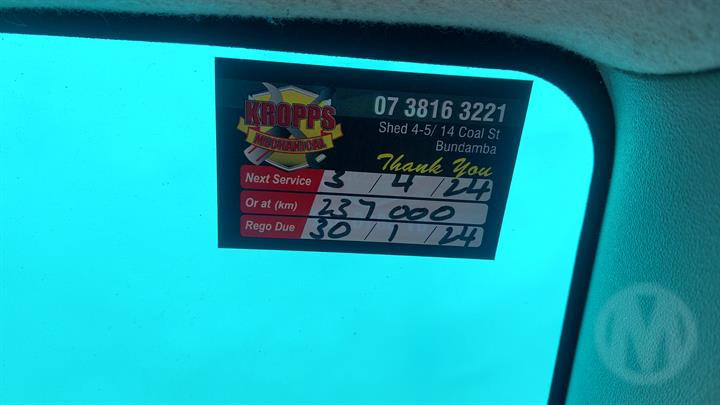 KROPPS
MECHANICAL
07 3816 3221
Shed 4-5/ 14 Coal St
Bundamba
Thank You
Next Service 3 / 4 / 24
Or at (km) 237 000
Rego Due 30 / 1 / 24
M